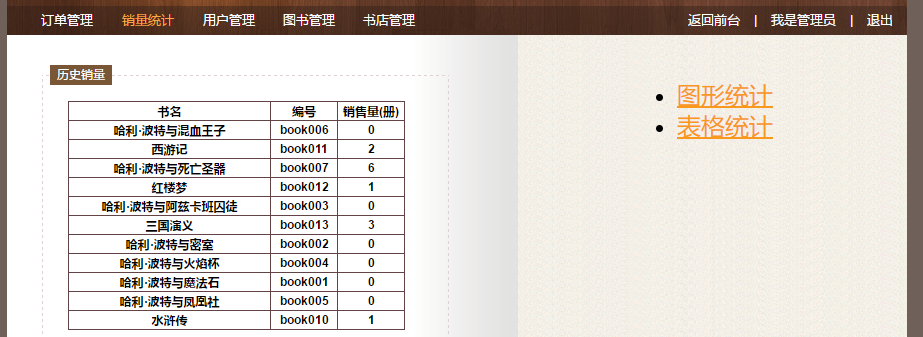 订单管理 销量统计 用户管理 图书管理 书店管理 返回前台 | 我是管理员 | 退出
历史销量
书名 编号 销售量(册)
哈利·波特与混血王子 book006 0
西游记 book011 2
哈利·波特与死亡圣器 book007 6
红楼梦 book012 1
哈利·波特与阿兹卡班囚徒 book003 0
三国演义 book013 3
哈利·波特与密室 book002 0
哈利·波特与火焰杯 book004 0
哈利·波特与魔法石 book001 0
哈利·波特与凤凰社 book005 0
水浒传 book010 1
图形统计
表格统计